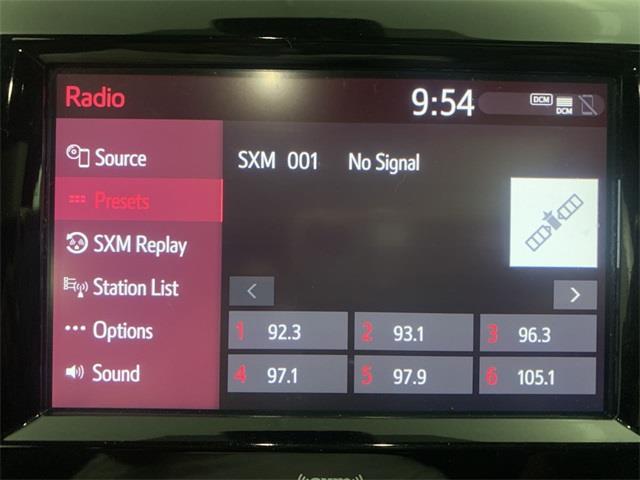 Radio
9:54
DCM
DCM
Source
SXM 001 No Signal
Presets
SXM Replay
Station List
Options
Sound
1 92.3
2 93.1
3 96.3
4 97.1
5 97.9
6 105.1